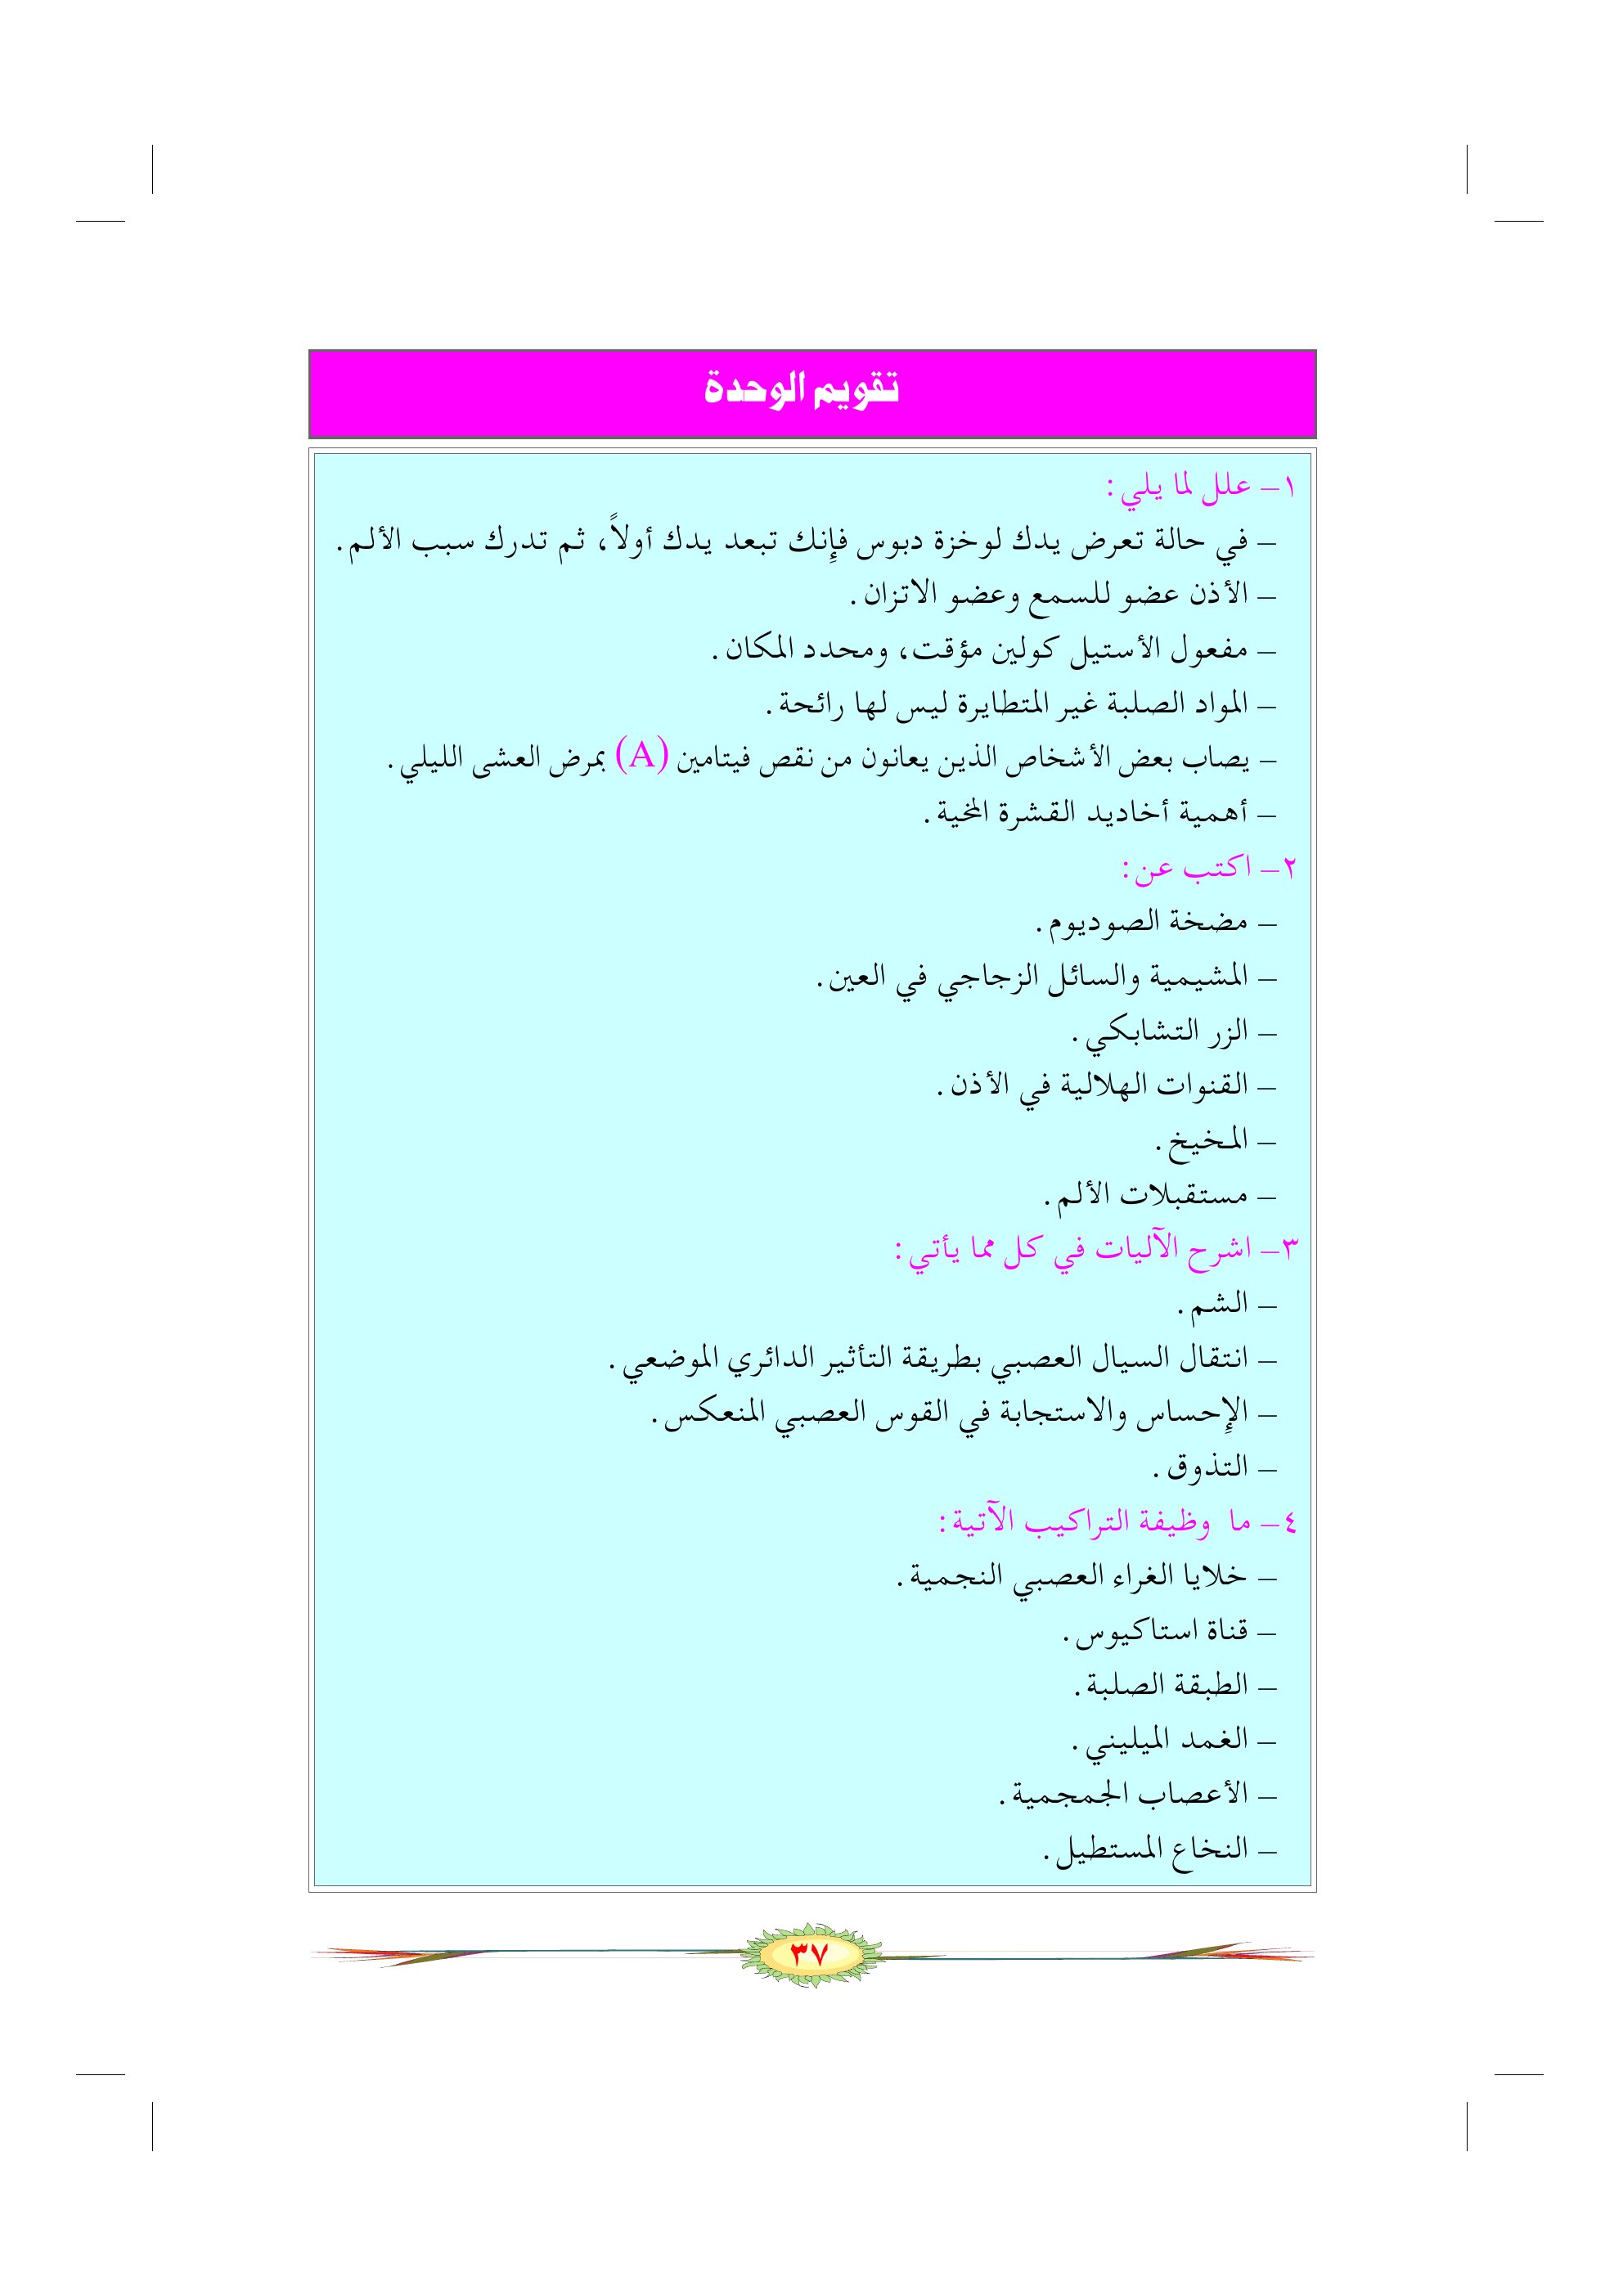 تقويم الوحدة
١– علل لما يلي:
– في حالة تعرض يدك لوخزة دبوس فإِنك تبعد يدك أولاً، ثم تدرك سبب الألم.
– الأذن عضو للسمع وعضو الاتزان.
– مفعول الأستيل كولين مؤقت، ومحدد المكان.
– المواد الصلبة غير المتطايرة ليس لها رائحة.
– يصاب بعض الأشخاص الذين يعانون من نقص فيتامين (A) بمرض العشى الليلي.
– أهمية أخاديد القشرة المخية.
٢– اكتب عن:
– مضخة الصوديوم.
– المشيمية والسائل الزجاجي في العين.
– الزر التشابكي.
– القنوات الهلالية في الأذن.
– المخيخ.
– مستقبلات الألم.
٣– اشرح الآليات في كل مما يأتي:
– الشم.
– انتقال السيال العصبي بطريقة التأثير الدائري الموضعي.
– الإِحساس والاستجابة في القوس العصبي المنعكس.
– التذوق.
٤– ما وظيفة التراكيب الآتية:
– خلايا الغراء العصبي النجمية.
– قناة استاكيوس.
– الطبقة الصلبة.
– الغمد الميليني.
– الأعصاب الجمجمية.
– النخاع المستطيل.
٣٧